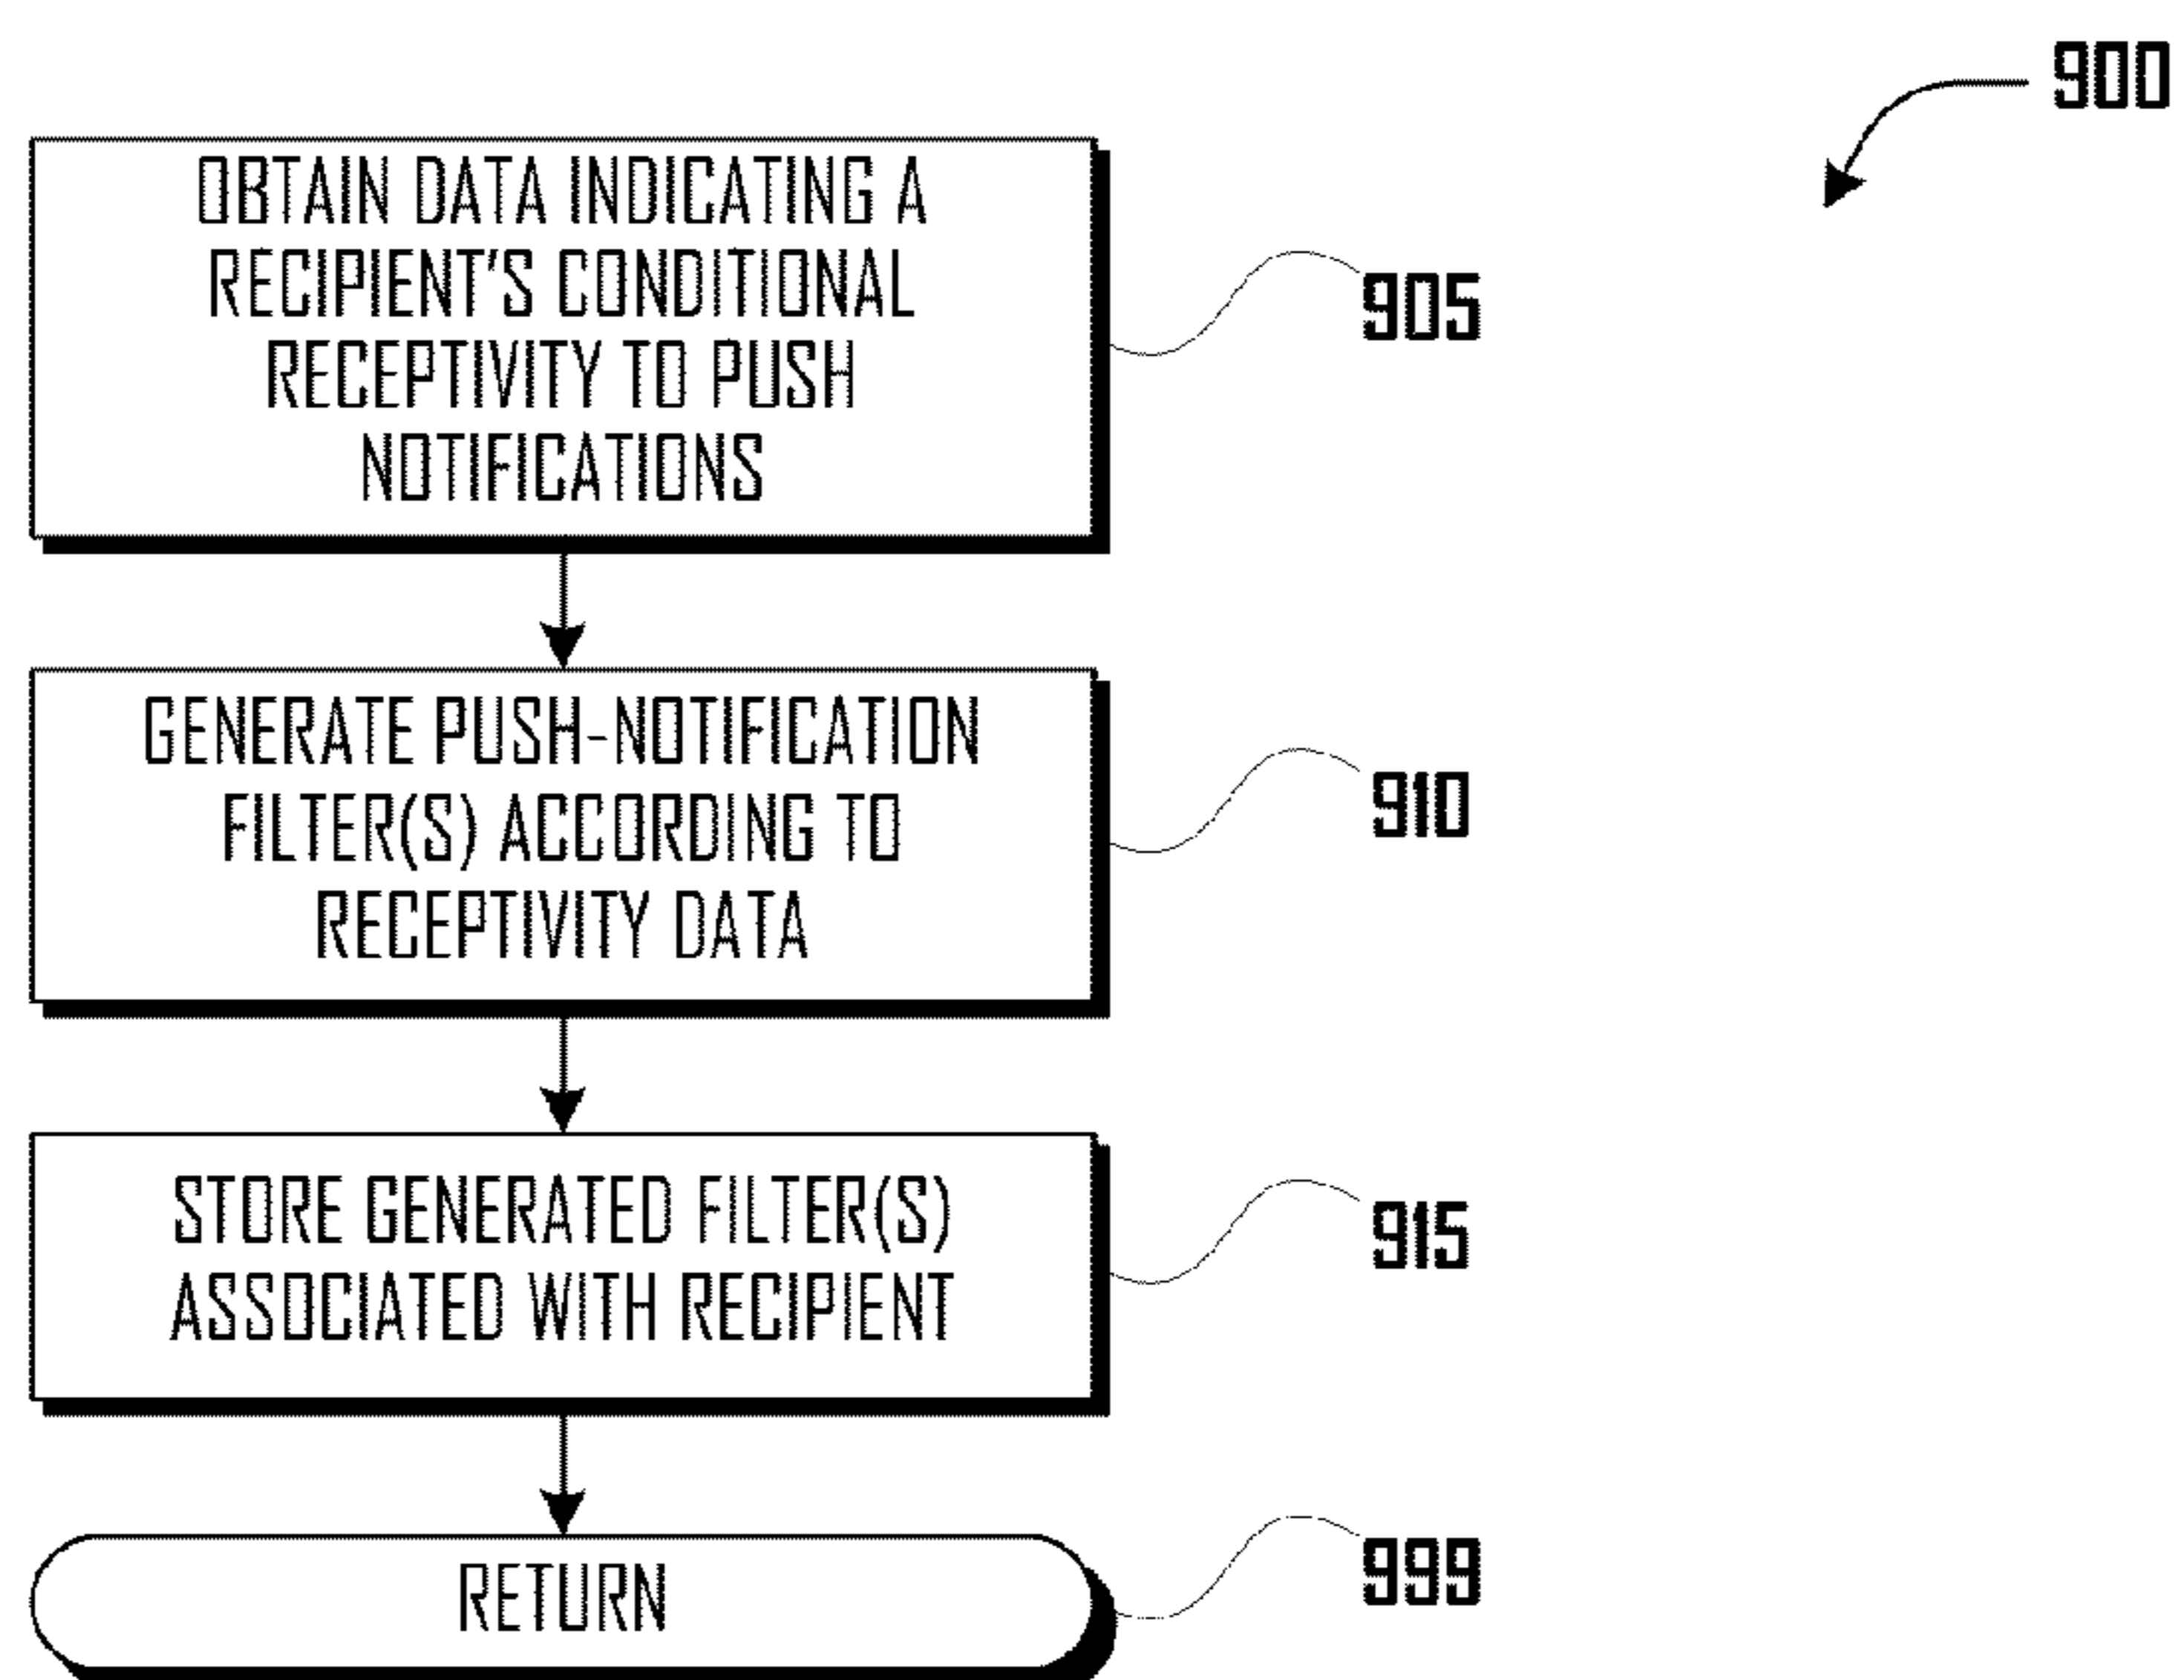 900
OBTAIN DATA INDICATING A
RECIPIENT'S CONDITIONAL
RECEPTIVITY TO PUSH
NOTIFICATIONS
905
GENERATE PUSH-NOTIFICATION
FILTER(S) ACCORDING TO
RECEPTIVITY DATA
910
STORE GENERATED FILTER(S)
ASSOCIATED WITH RECIPIENT
915
RETURN
999